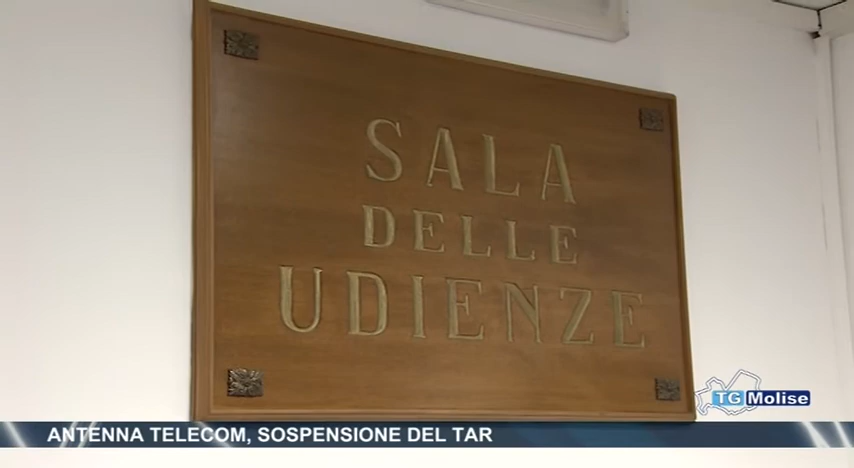 SALA
DELLE
UDIENZE
TG Molise
ANTENNA TELECOM, SOSPENSIONE DEL TAR